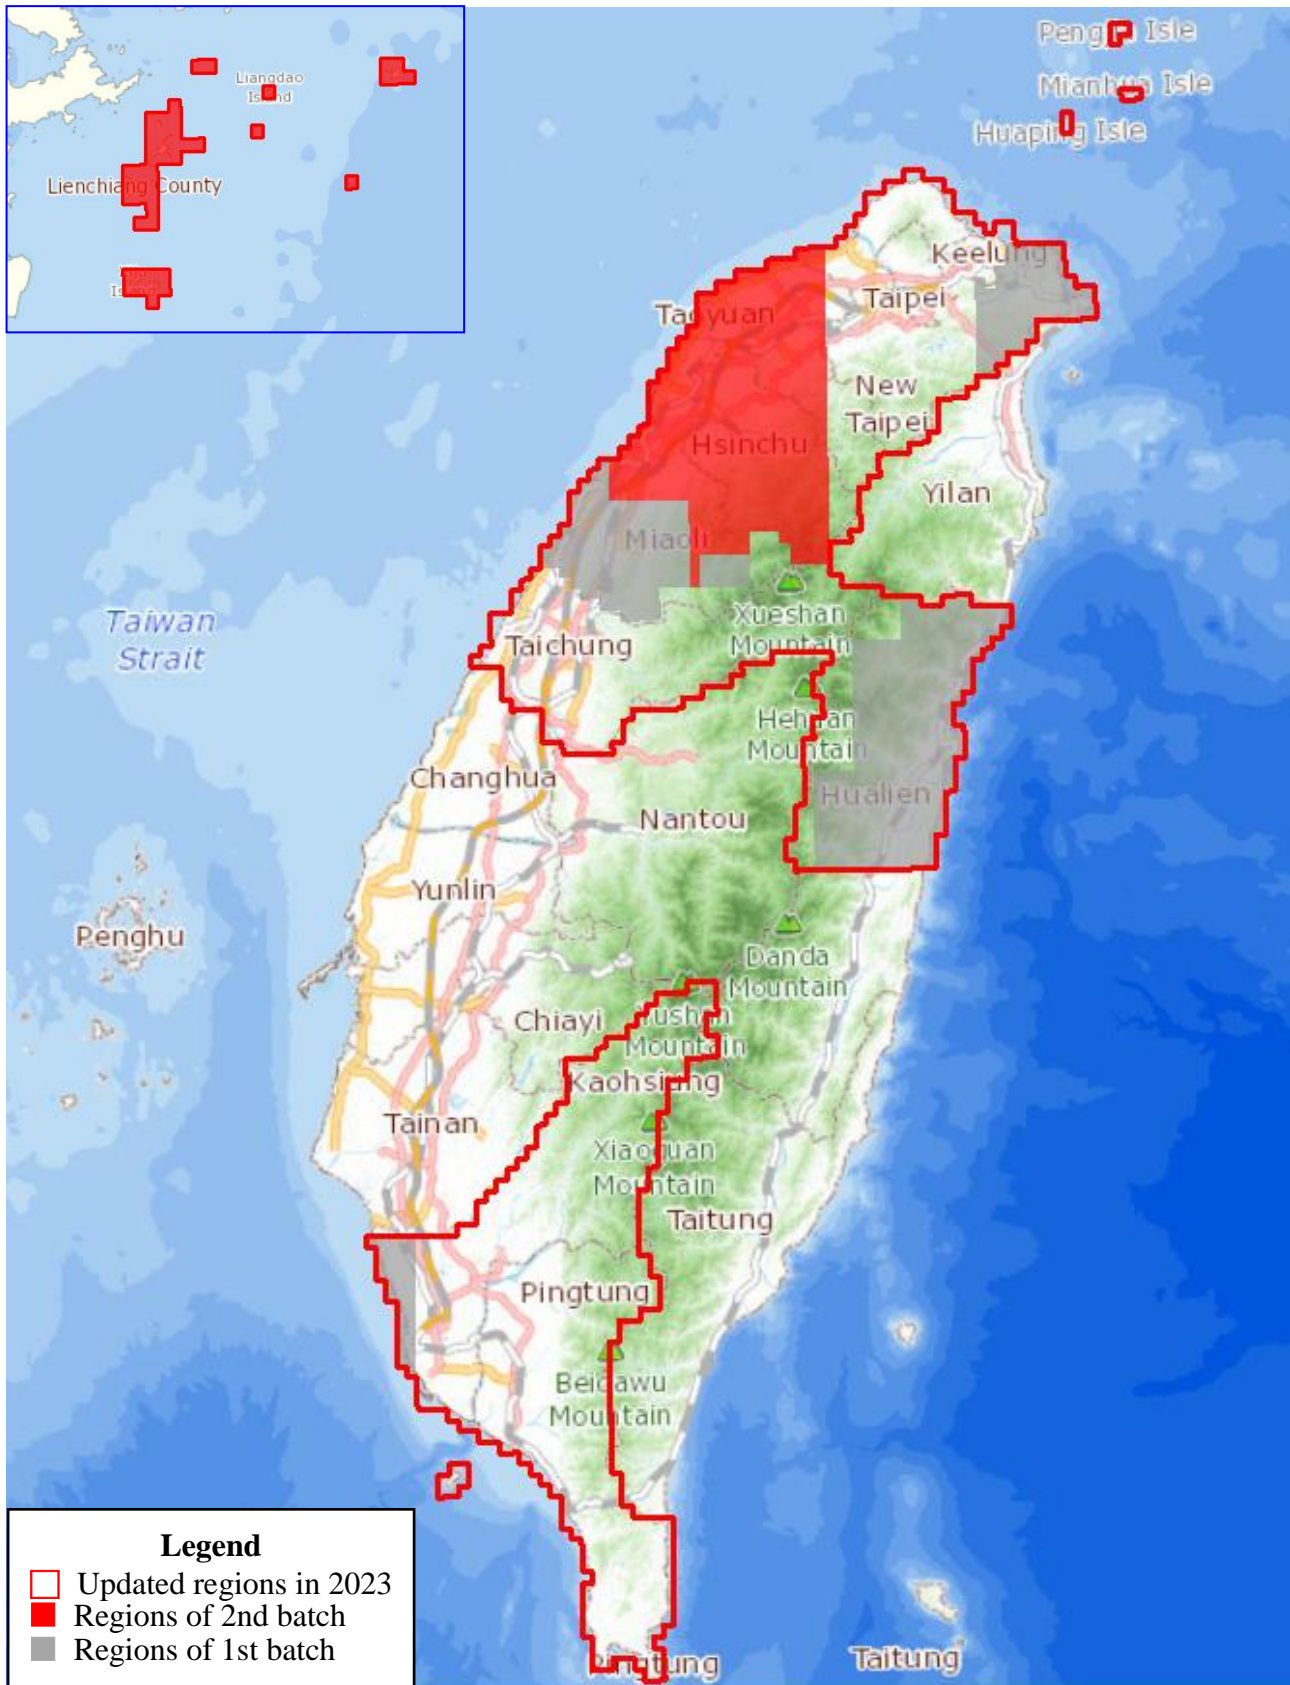 Pengjia Isle
Mianhua Isle
Huaping Isle
Liangdao
Island
Lienchiang County
Island
Keelung
Taipei
Taoyuan
New
Taipei
Hsinchu
Yilan
Miaoli
Xueshan
Mountain
Taiwan
Strait
Taichung
Hehuan
Mountain
Changhua
Hualien
Nantou
Yunlin
Penghu
Danda
Mountain
Chiayi
Yushan
Mountain
Kaohsiung
Tainan
Xiaoguan
Mountain
Taitung
Pingtung
Beidawu
Mountain
Pingtung
Taitung
Legend
Updated regions in 2023
Regions of 2nd batch
Regions of 1st batch